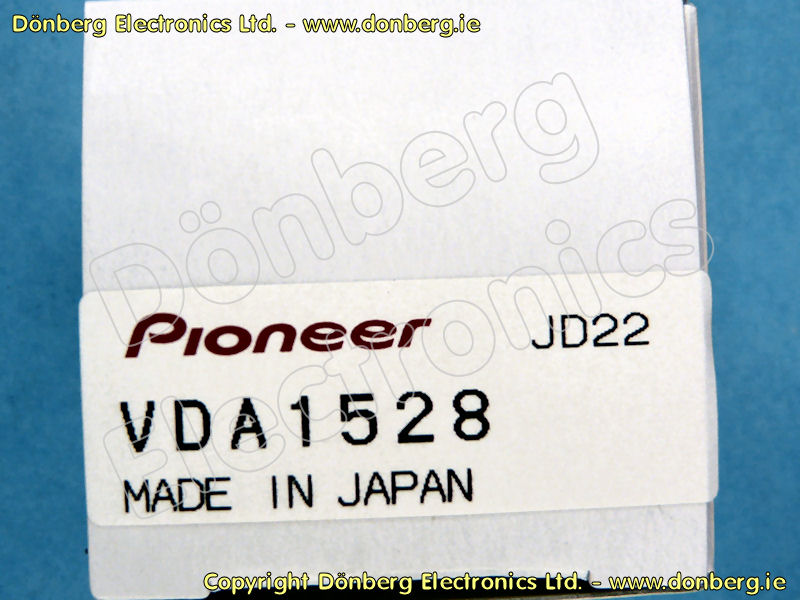 Dönberg Electronics Ltd. - www.donberg.ie
Dönberg
Electronics
Pioneer JD22
VDA1528
MADE IN JAPAN
Copyright Dönberg Electronics Ltd. - www.donberg.ie